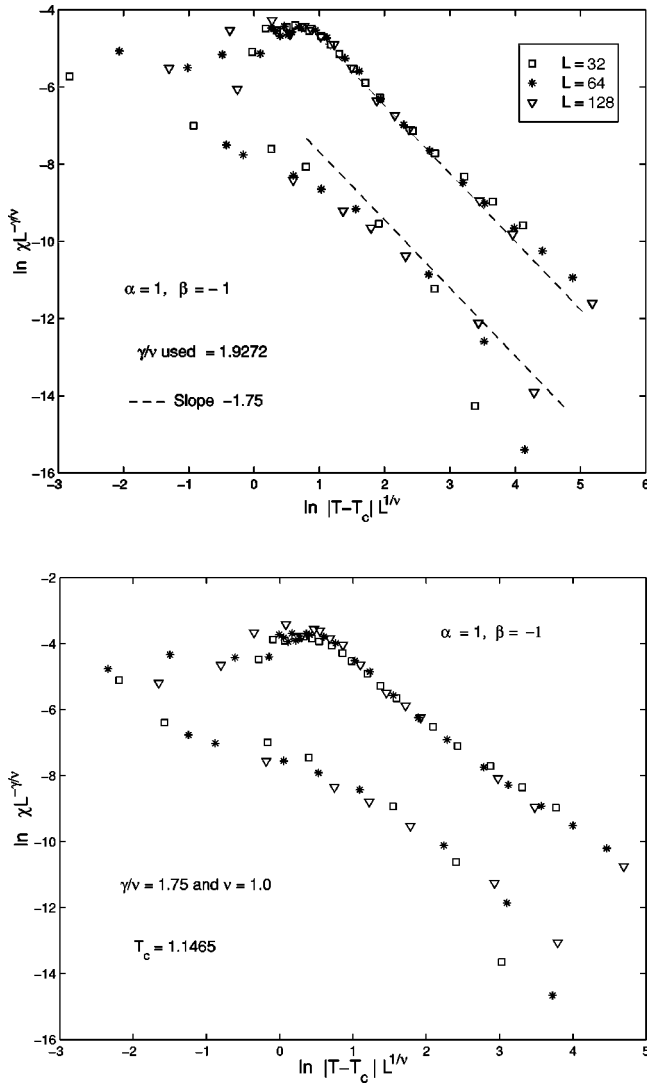 −4
−6
−8
−10
−12
−14
−16
ln χL^−γ/ν
L = 32
L = 64
L = 128
α = 1, β = − 1
γ/ν used = 1.9272
Slope −1.75
−3 −2 −1 0 1 2 3 4 5 6
ln |T−T_c| L^1/ν
−2
−4
−6
−8
−10
−12
−14
−16
ln χL^−γ/ν
α = 1, β = −1
γ/ν = 1.75 and ν = 1.0
T_c = 1.1465
−3 −2 −1 0 1 2 3 4 5
ln |T−T_c| L^1/ν